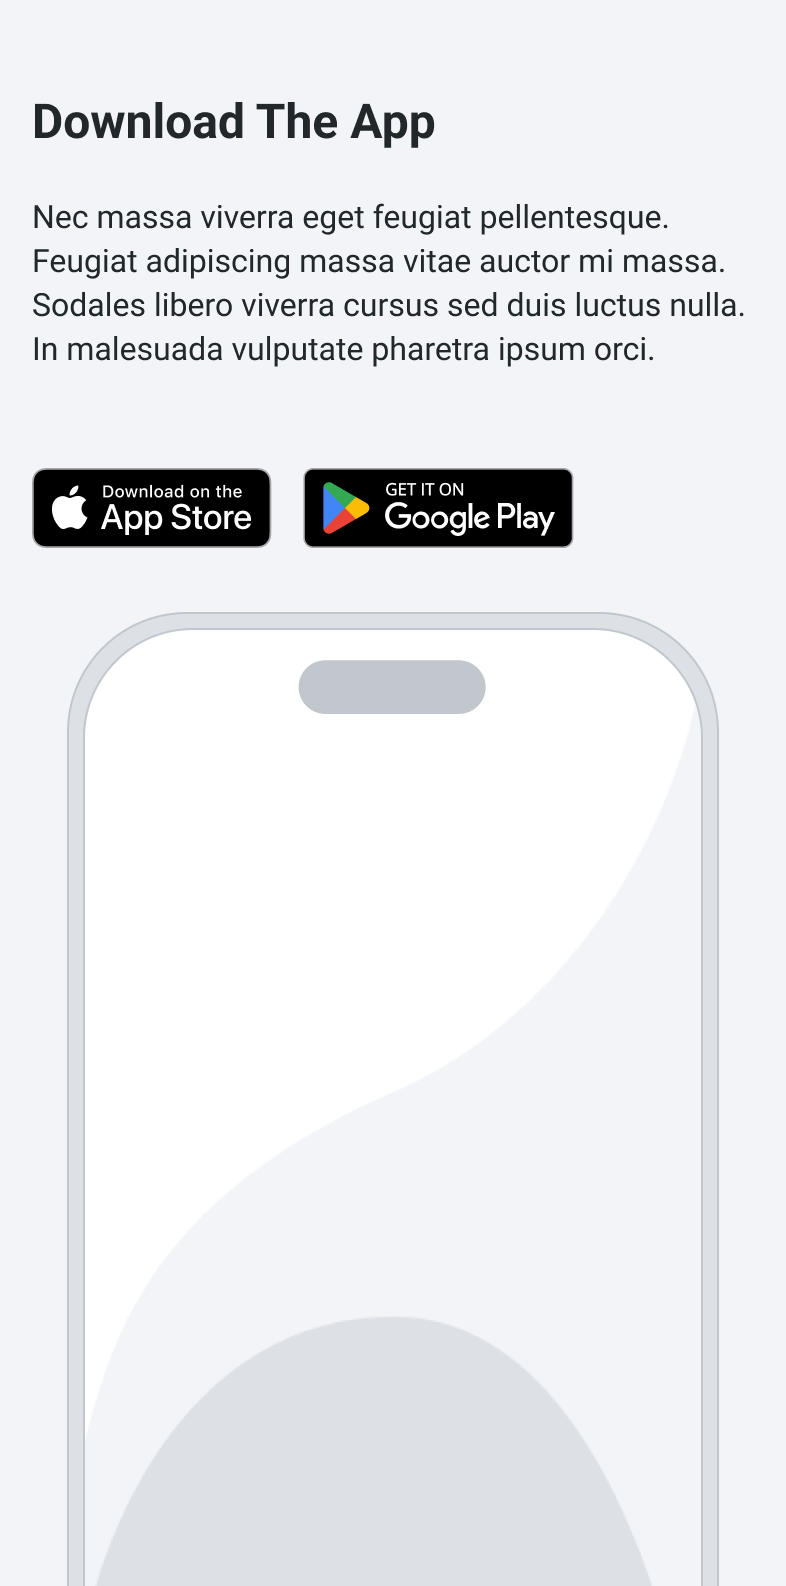 Download The App
Nec massa viverra eget feugiat pellentesque.
Feugiat adipiscing massa vitae auctor mi massa.
Sodales libero viverra cursus sed duis luctus nulla.
In malesuada vulputate pharetra ipsum orci.
Download on the
App Store
GET IT ON
Google Play